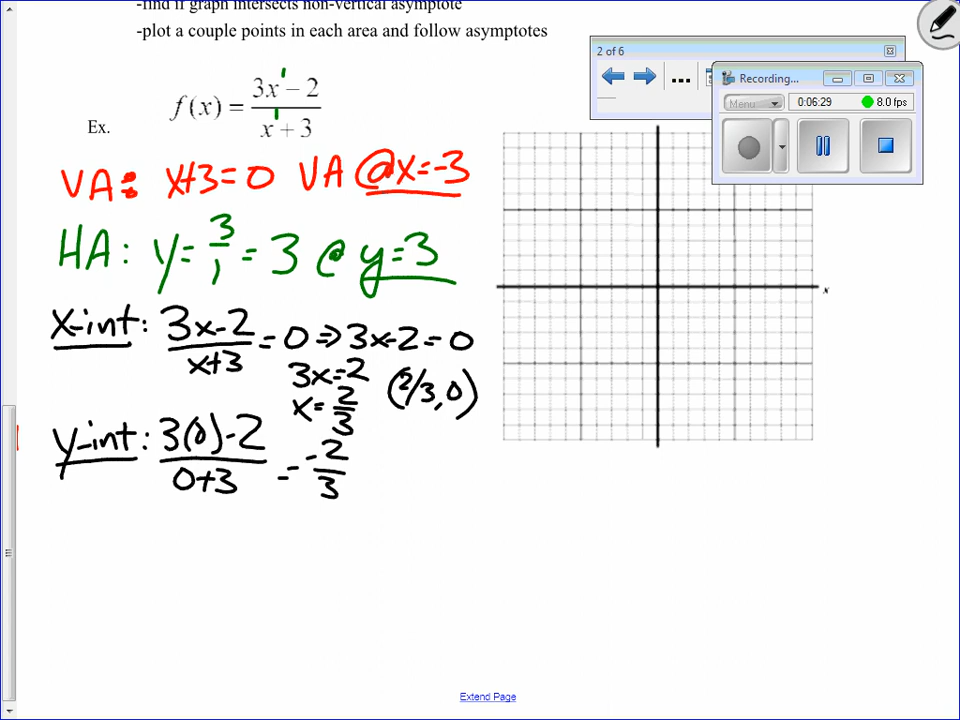 -find if graph intersects non-vertical asymptote
-plot a couple points in each area and follow asymptotes
2 of 6
Recording...
Menu
0:06:29
8.0 fps
Ex. f(x) = (3x' − 2)/(x + 3)
VA: x+3=0 VA @x=-3
HA: y= 3/1 = 3 @ y=3
x-int: (3x-2)/(x+3) = 0 ⇒ 3x-2=0
3x=2
x= 2/3 (2/3,0)
y-int: (3(0)-2)/(0+3) = -2/3
x
Extend Page